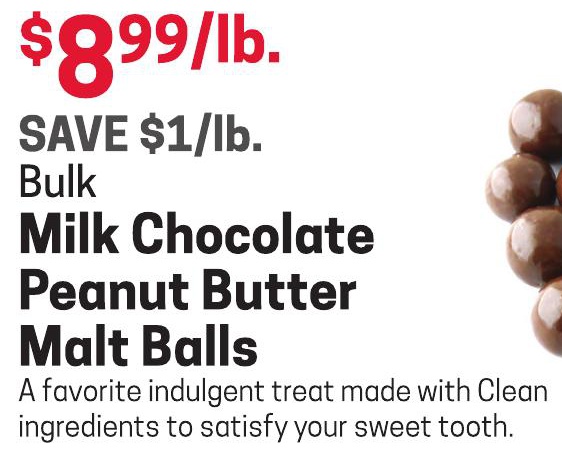 $8.99/lb.
SAVE $1/lb.
Bulk
Milk Chocolate
Peanut Butter
Malt Balls
A favorite indulgent treat made with Clean
ingredients to satisfy your sweet tooth.